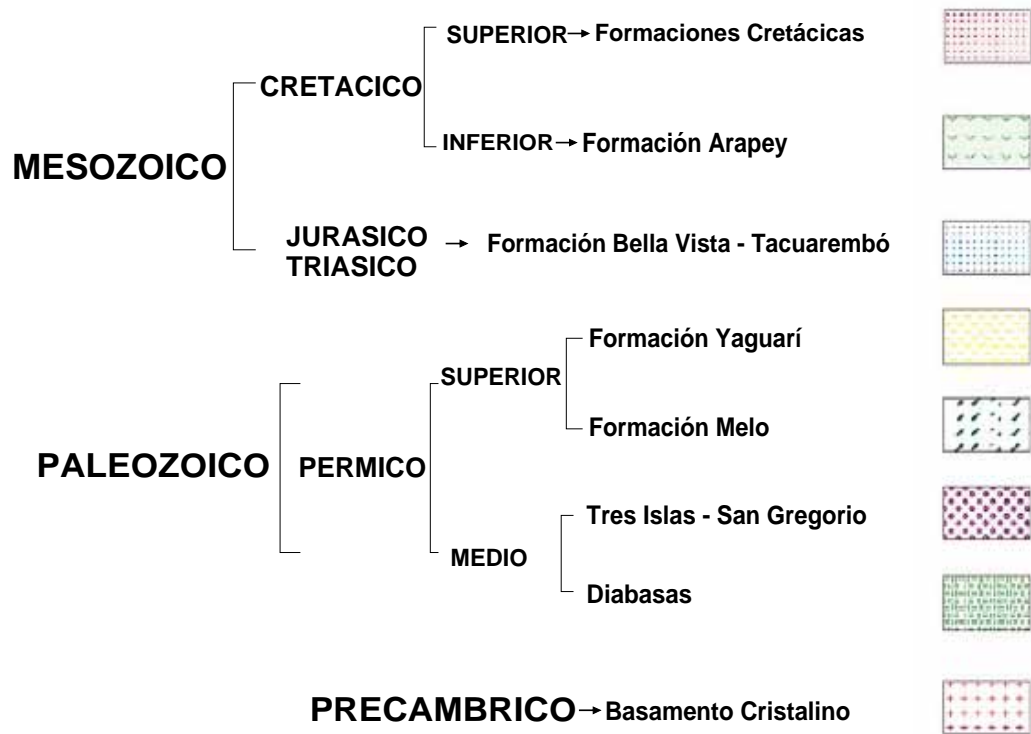 SUPERIOR → Formaciones Cretácicas
CRETACICO
INFERIOR → Formación Arapey
MESOZOICO
JURASICO
TRIASICO → Formación Bella Vista - Tacuarembó
Formación Yaguarí
SUPERIOR
Formación Melo
PALEOZOICO PERMICO
Tres Islas - San Gregorio
MEDIO
Diabasas
PRECAMBRICO → Basamento Cristalino